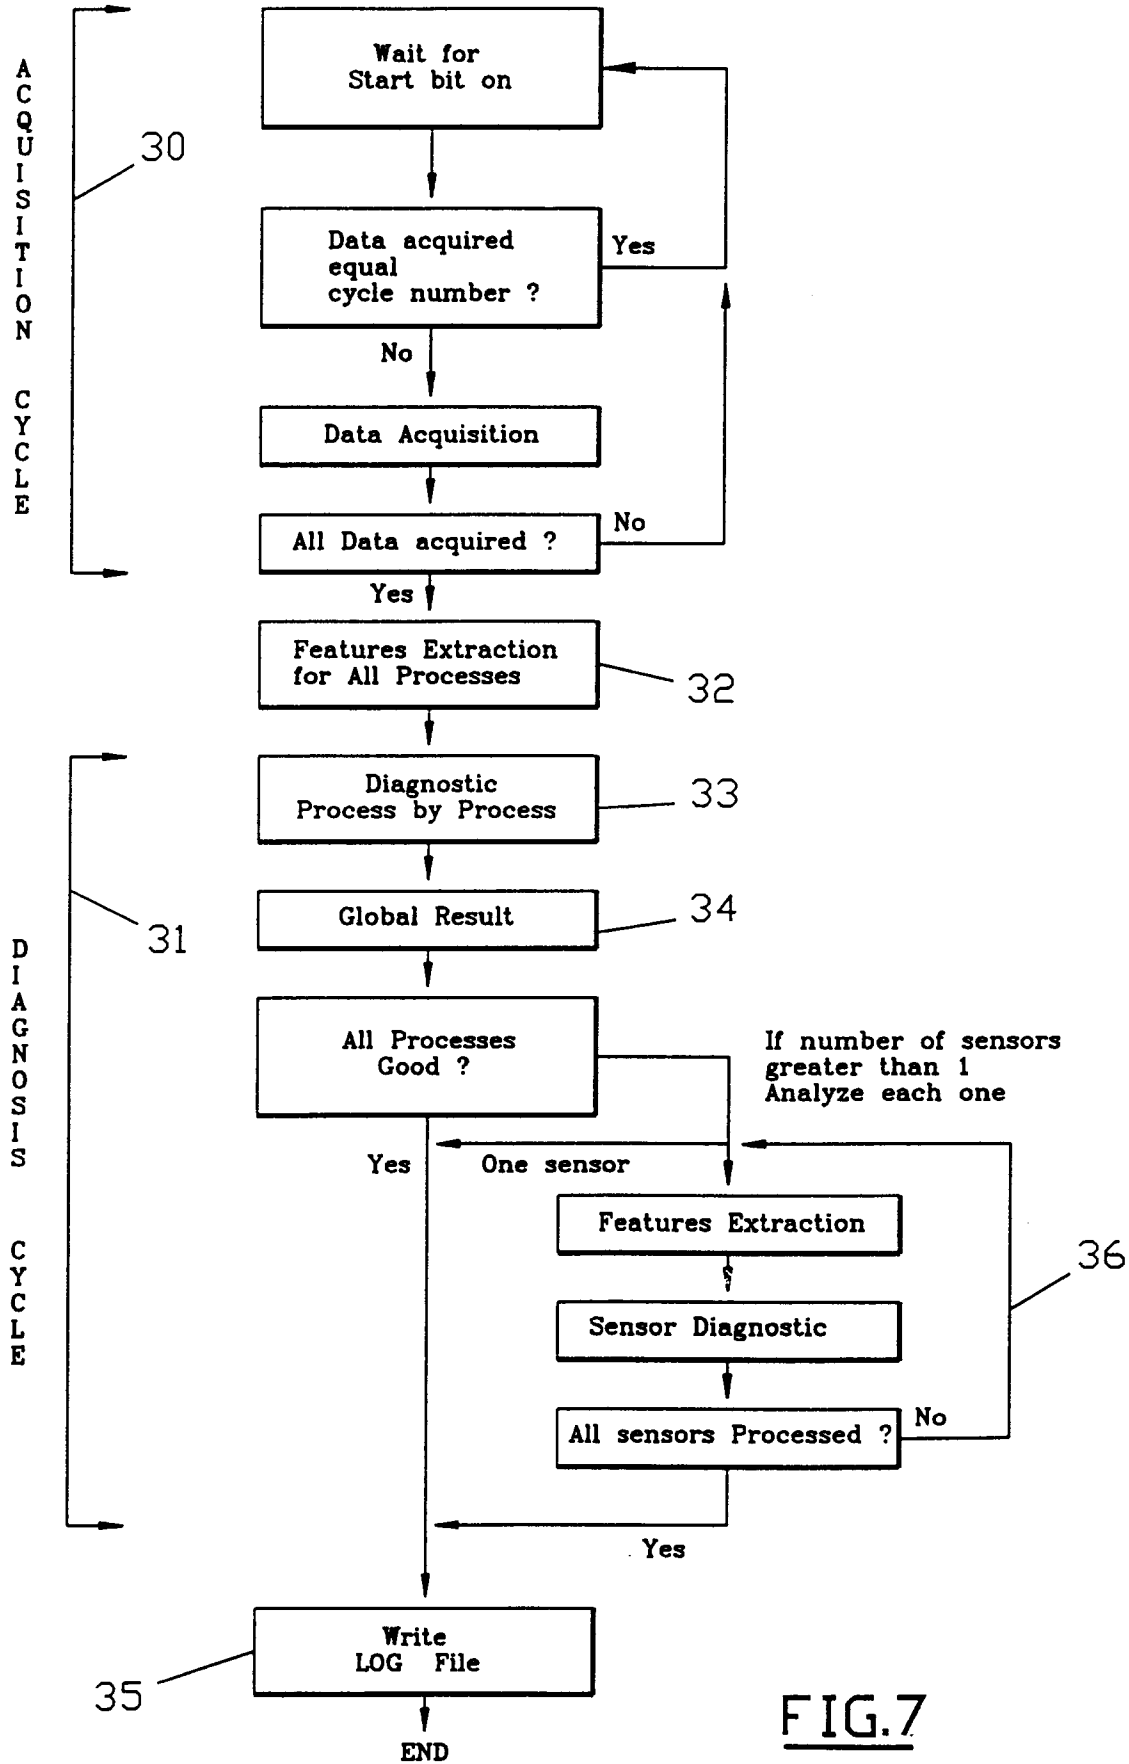 ACQUISITION CYCLE
30
Wait for
Start bit on
Data acquired
equal
cycle number ?
Yes
No
Data Acquisition
All Data acquired ?
No
Yes
Features Extraction
for All Processes
32
DIAGNOSIS CYCLE
31
Diagnostic
Process by Process
33
Global Result
34
All Processes
Good ?
If number of sensors
greater than 1
Analyze each one
Yes
One sensor
Features Extraction
36
Sensor Diagnostic
All sensors Processed ?
No
Yes
Write
LOG File
35
END
FIG.7